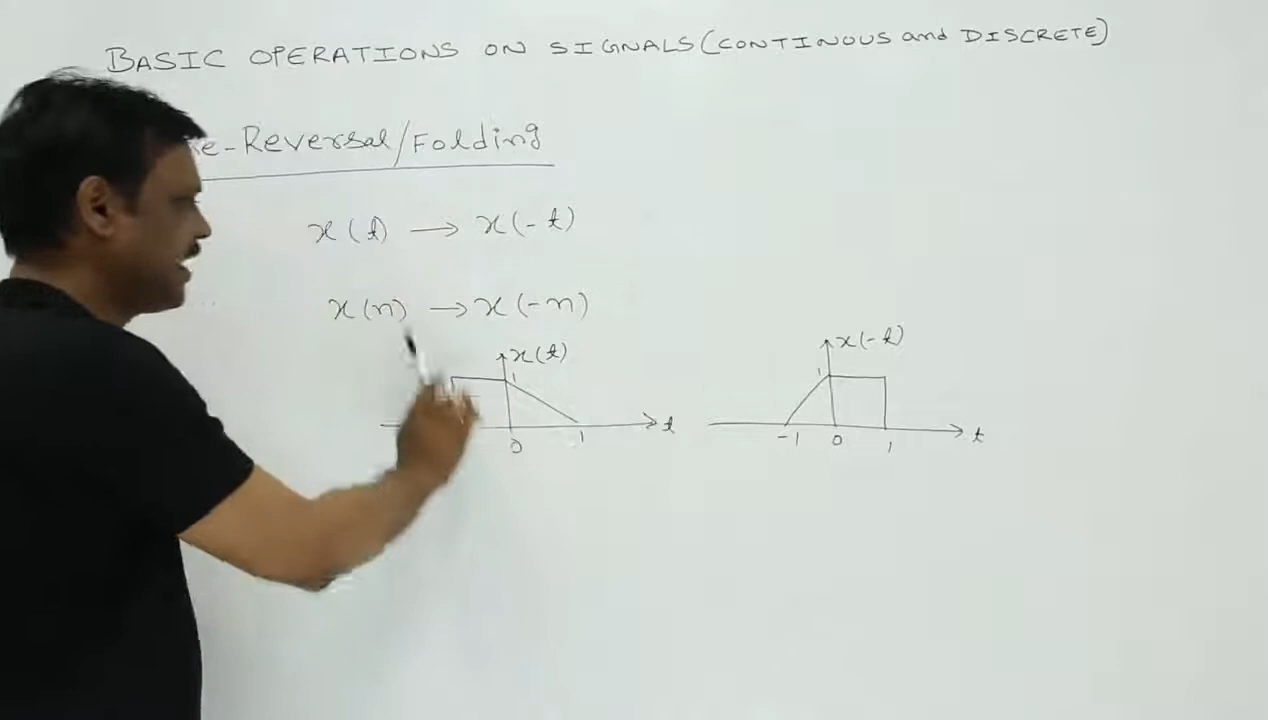 BASIC OPERATIONS ON SIGNALS (CONTINOUS and DISCRETE)
e-Reversal/Folding
x(t) → x(-t)
x(n) → x(-n)
x(t)
1
0
1
t
x(-t)
1
-1
0
1
t